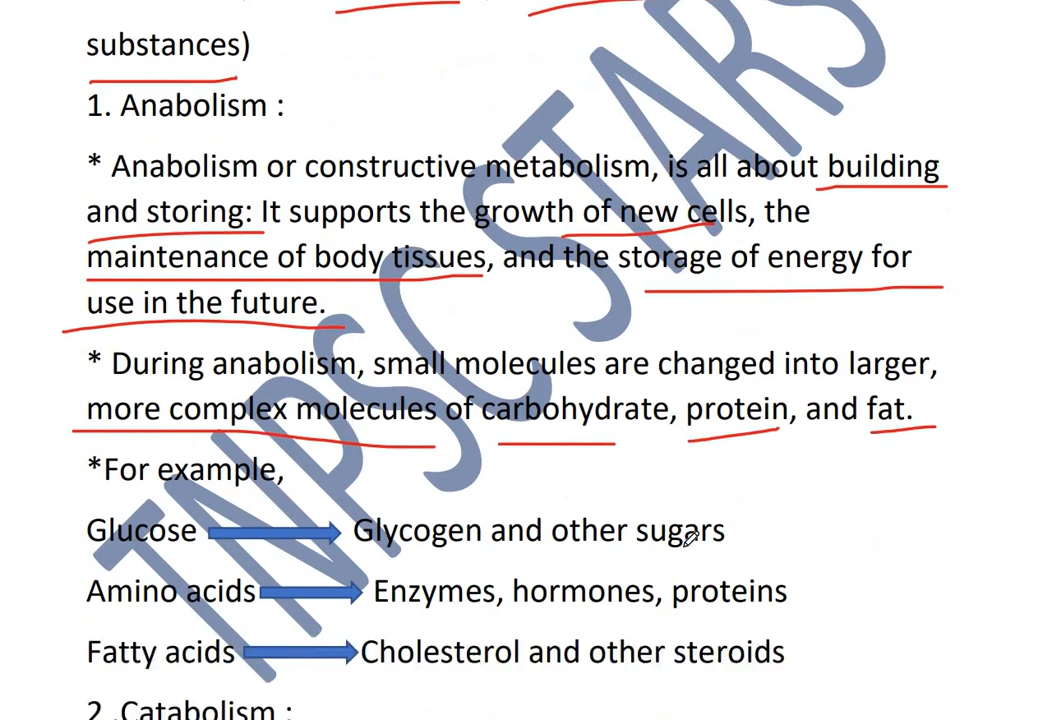 substances)
1. Anabolism :
* Anabolism or constructive metabolism, is all about building
and storing: It supports the growth of new cells, the
maintenance of body tissues, and the storage of energy for
use in the future.
* During anabolism, small molecules are changed into larger,
more complex molecules of carbohydrate, protein, and fat.
*For example,
Glucose Glycogen and other sugars
Amino acids Enzymes, hormones, proteins
Fatty acids Cholesterol and other steroids
2 .Catabolism :
TNPSC STARS